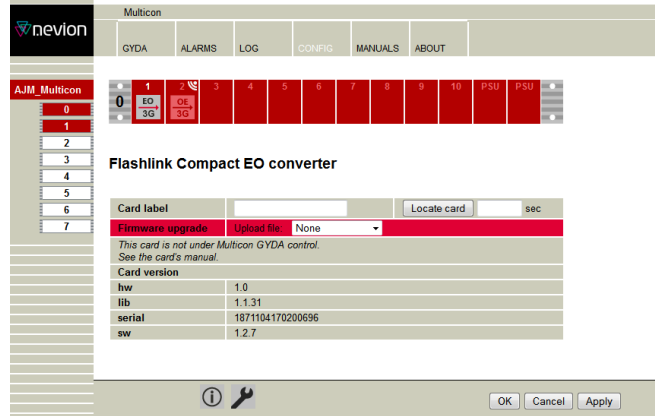 Multicon
nevion
GYDA ALARMS LOG CONFIG MANUALS ABOUT
AJM_Multicon
0
1
2
3
4
5
6
7
0 1 2 3 4 5 6 7 8 9 10 PSU PSU
EO OE
3G 3G
Flashlink Compact EO converter
Card label Locate card sec
Firmware upgrade Upload file: None
This card is not under Multicon GYDA control.
See the card's manual.
Card version
hw 1.0
lib 1.1.31
serial 1871104170200696
sw 1.2.7
OK Cancel Apply